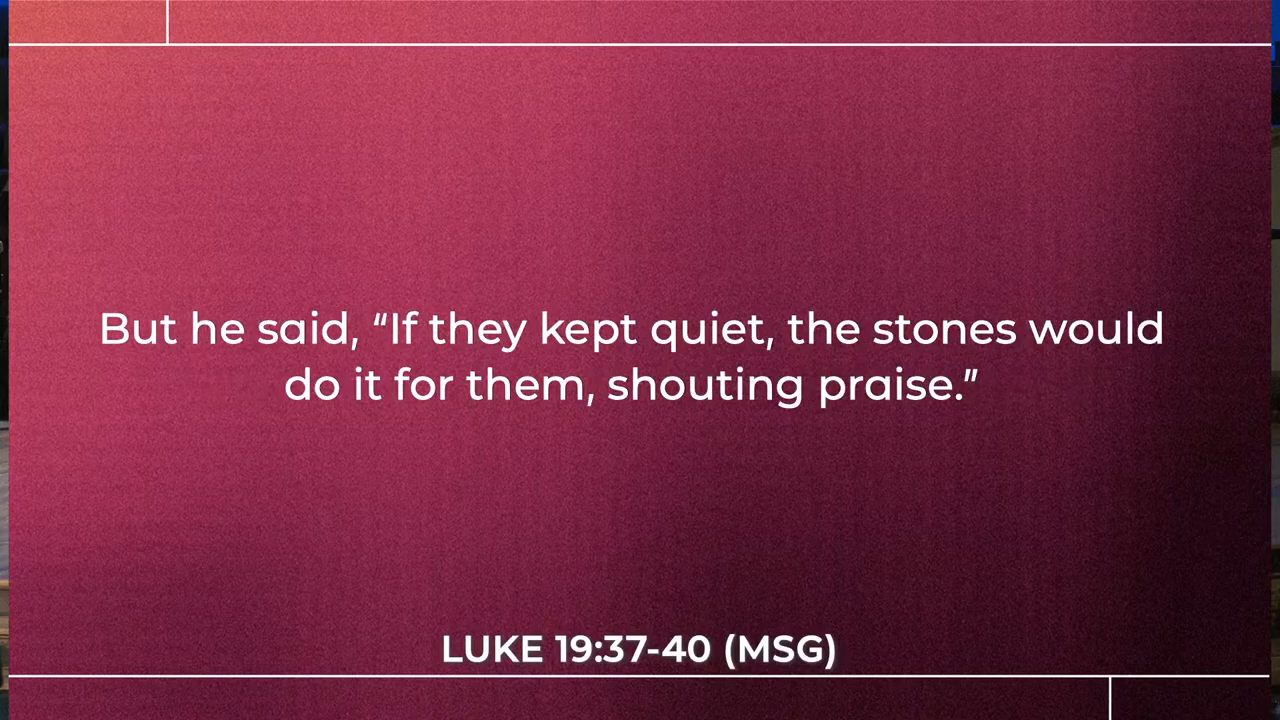 But he said, “If they kept quiet, the stones would
do it for them, shouting praise.”
LUKE 19:37-40 (MSG)